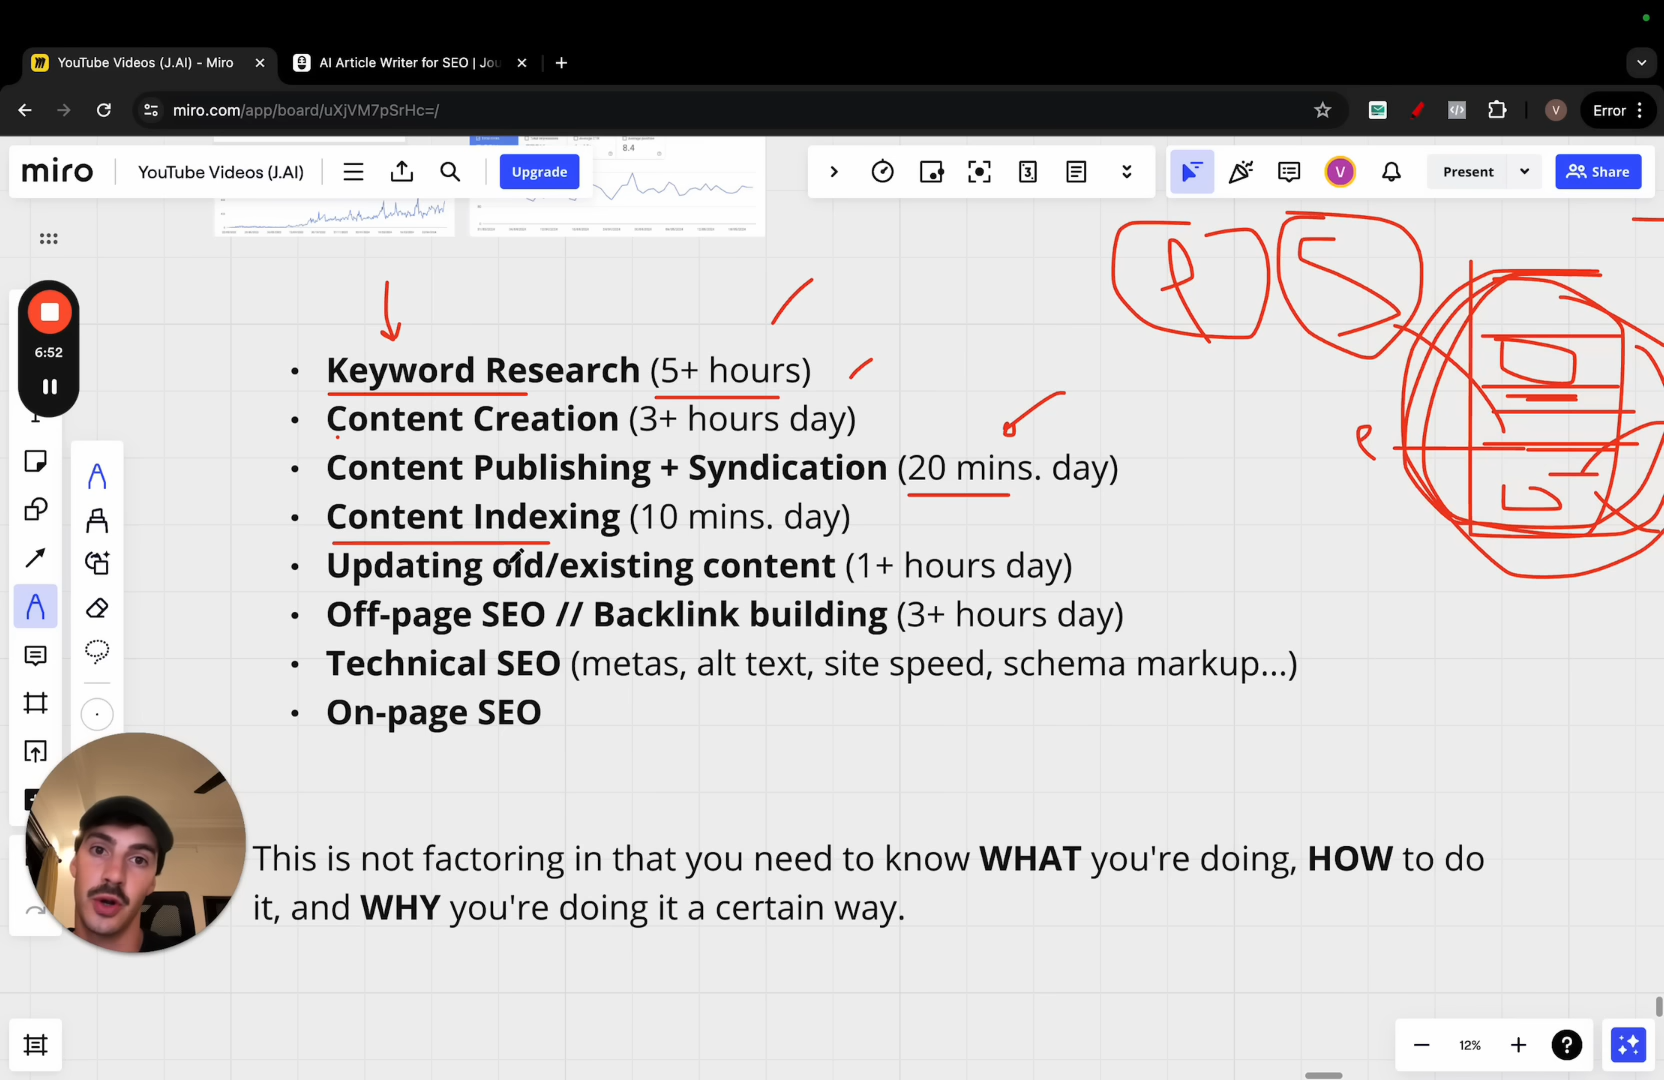 YouTube Videos (J.AI) - Miro
AI Article Writer for SEO | Jou
miro.com/app/board/uXjVM7pSrHc=/
V
Error
miro
YouTube Videos (J.AI)
Upgrade
8.4
3
V
Present
Share
6:52
• Keyword Research (5+ hours)
• Content Creation (3+ hours day)
• Content Publishing + Syndication (20 mins. day)
• Content Indexing (10 mins. day)
• Updating old/existing content (1+ hours day)
• Off-page SEO // Backlink building (3+ hours day)
• Technical SEO (metas, alt text, site speed, schema markup...)
• On-page SEO
This is not factoring in that you need to know WHAT you're doing, HOW to do
it, and WHY you're doing it a certain way.
12%
?